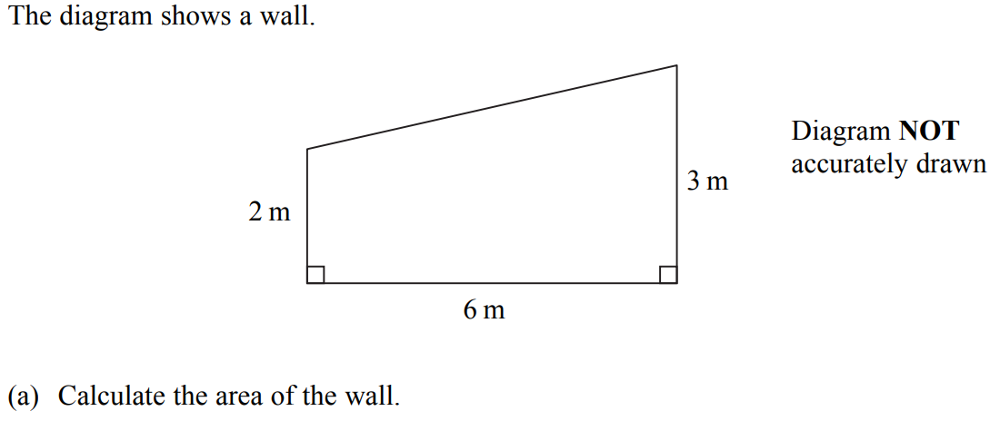 The diagram shows a wall.
Diagram NOT
accurately drawn
3 m
2 m
6 m
(a) Calculate the area of the wall.